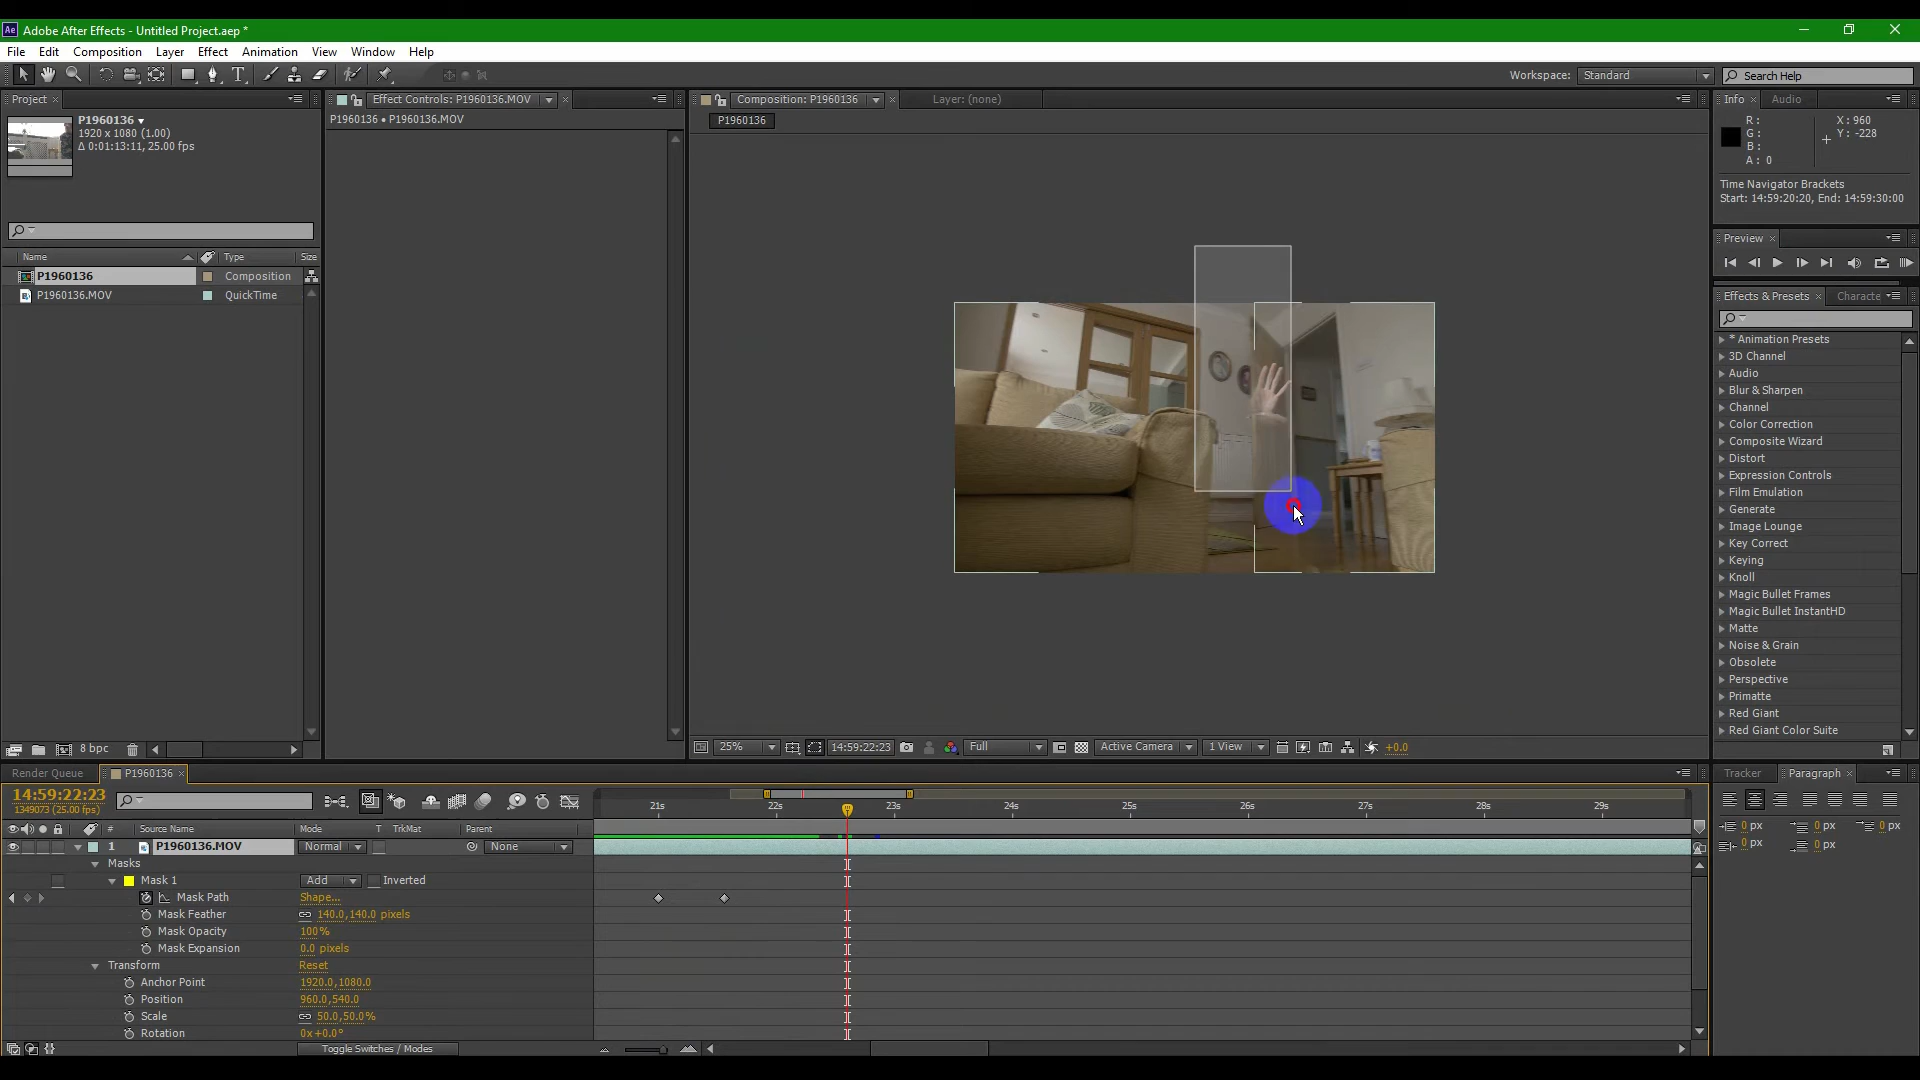 Adobe After Effects - Untitled Project.aep *
File Edit Composition Layer Effect Animation View Window Help
Workspace: Standard Search Help
Project Effect Controls: P1960136.MOV Composition: P1960136 Layer: (none) Info Audio
P1960136
1920 x 1080 (1.00)
Δ 0:01:13:11, 25.00 fps
P1960136 • P1960136.MOV
P1960136
R :
G :
B :
A : 0
X : 960
Y : -228
Time Navigator Brackets
Start: 14:59:20:20, End: 14:59:30:00
Preview
Name Type Size
P1960136 Composition
P1960136.MOV QuickTime
Effects & Presets Characte
* Animation Presets
3D Channel
Audio
Blur & Sharpen
Channel
Color Correction
Composite Wizard
Distort
Expression Controls
Film Emulation
Generate
Image Lounge
Key Correct
Keying
Knoll
Magic Bullet Frames
Magic Bullet InstantHD
Matte
Noise & Grain
Obsolete
Perspective
Primatte
Red Giant
Red Giant Color Suite
8 bpc
25% 14:59:22:23 Full Active Camera 1 View +0.0
Render Queue P1960136
Tracker Paragraph
14:59:22:23
1349073 (25.00 fps)
21s 22s 23s 24s 25s 26s 27s 28s 29s
# Source Name Mode T TrkMat Parent
1 P1960136.MOV Normal None
Masks
Mask 1 Add Inverted
Mask Path Shape...
Mask Feather 140.0,140.0 pixels
Mask Opacity 100%
Mask Expansion 0.0 pixels
Transform Reset
Anchor Point 1920.0,1080.0
Position 960.0,540.0
Scale 50.0,50.0%
Rotation 0x+0.0°
Toggle Switches / Modes
0 px 0 px 0 px
0 px 0 px